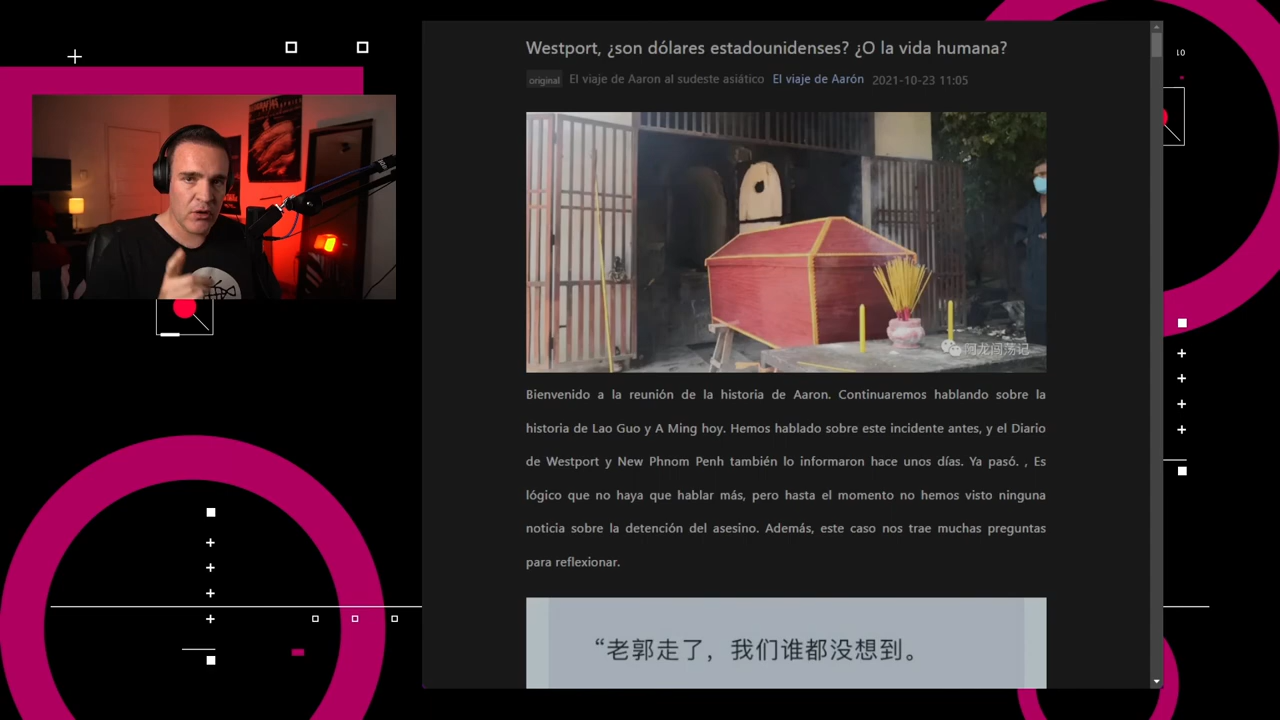 Westport, ¿son dólares estadounidenses? ¿O la vida humana?
original El viaje de Aaron al sudeste asiático El viaje de Aarón 2021-10-23 11:05
阿龙闯荡记
Bienvenido a la reunión de la historia de Aaron. Continuaremos hablando sobre la
historia de Lao Guo y A Ming hoy. Hemos hablado sobre este incidente antes, y el Diario
de Westport y New Phnom Penh también lo informaron hace unos días. Ya pasó. , Es
lógico que no haya que hablar más, pero hasta el momento no hemos visto ninguna
noticia sobre la detención del asesino. Además, este caso nos trae muchas preguntas
para reflexionar.
“老郭走了，我们谁都没想到。